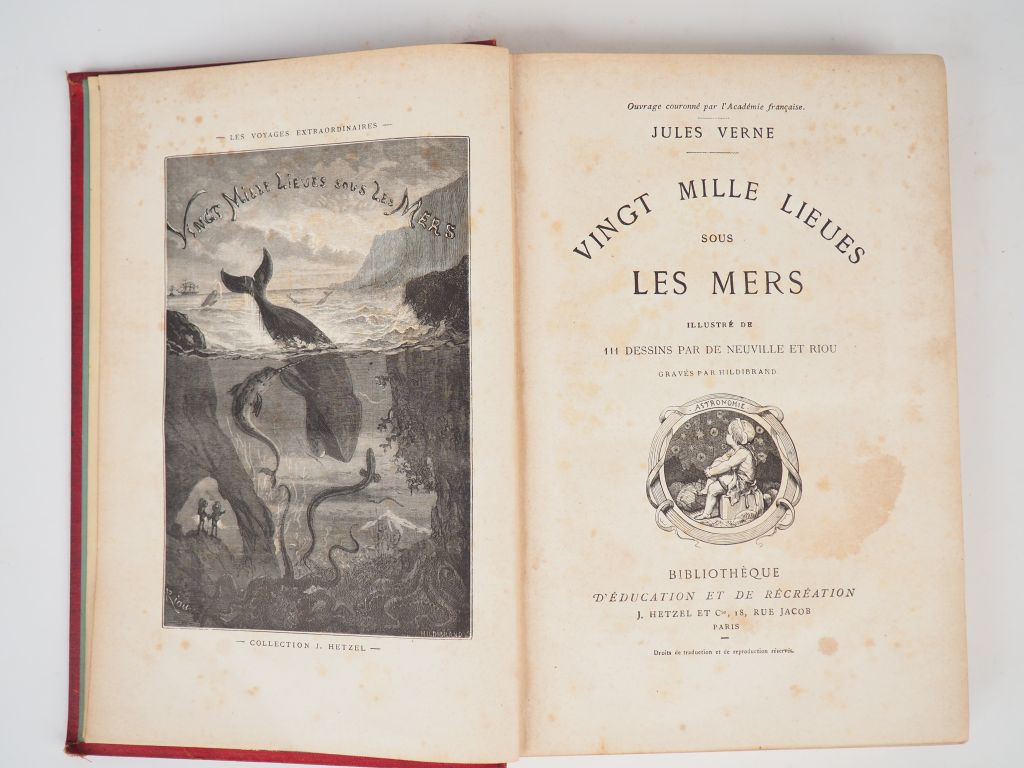 — LES VOYAGES EXTRAORDINAIRES —
VINGT MILLE LIEUES SOUS LES MERS
RIOU
HILDIBRAND
— COLLECTION J. HETZEL —
Ouvrage couronné par l'Académie française.
JULES VERNE
VINGT MILLE LIEUES
SOUS
LES MERS
ILLUSTRÉ DE
111 DESSINS PAR DE NEUVILLE ET RIOU
GRAVÉS PAR HILDIBRAND
ASTRONOMIE
BIBLIOTHÈQUE
D'ÉDUCATION ET DE RÉCRÉATION
J. HETZEL ET Cie, 18, RUE JACOB
PARIS
Droits de traduction et de reproduction réservés.